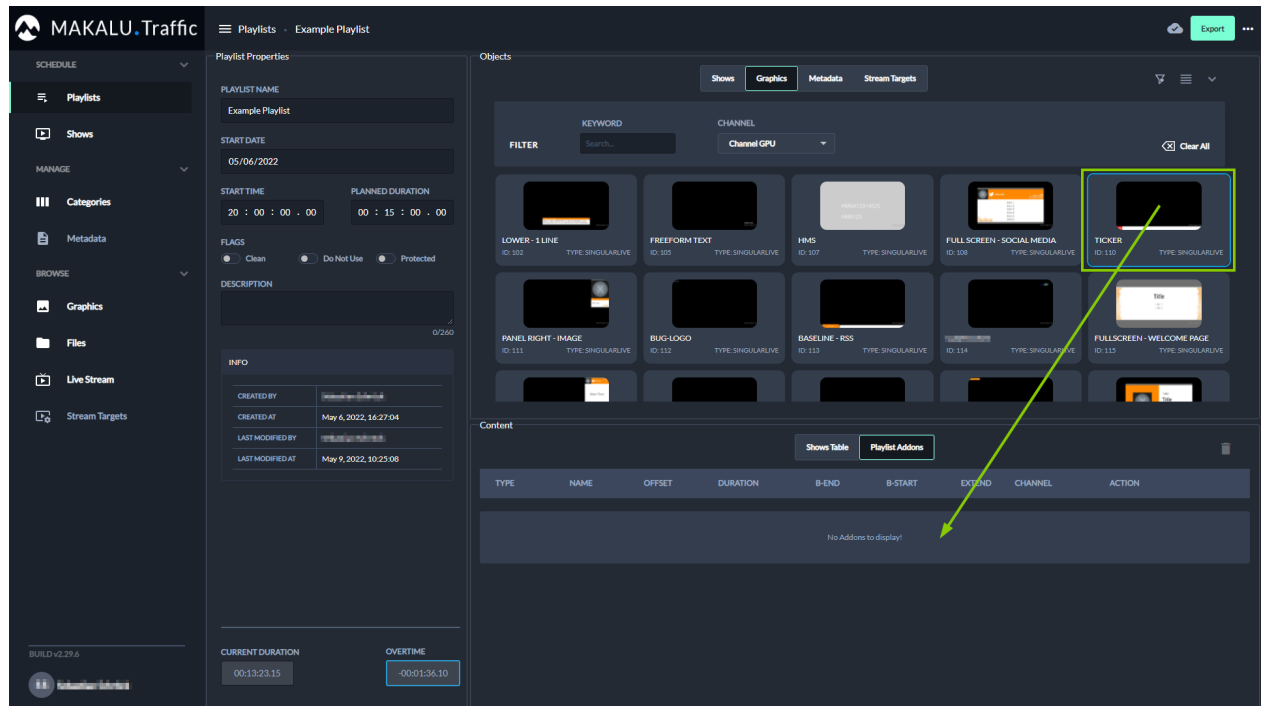 MAKALU.Traffic
Playlists
Example Playlist
Export
SCHEDULE
Playlists
Shows
MANAGE
Categories
Metadata
BROWSE
Graphics
Files
Live Stream
Stream Targets
BUILD v2.29.6
Playlist Properties
PLAYLIST NAME
Example Playlist
START DATE
05/06/2022
START TIME PLANNED DURATION
20 : 00 : 00 . 00 00 : 15 : 00 . 00
FLAGS
Clean Do Not Use Protected
DESCRIPTION
0/260
INFO
CREATED BY
CREATED AT May 6, 2022, 16:27:04
LAST MODIFIED BY
LAST MODIFIED AT May 9, 2022, 10:25:08
CURRENT DURATION OVERTIME
00:13:23.15 -00:01:36.10
Objects
Shows Graphics Metadata Stream Targets
KEYWORD CHANNEL
FILTER Search... Channel GPU Clear All
LOWER - 1 LINE FREEFORM TEXT HMS FULL SCREEN - SOCIAL MEDIA TICKER
ID: 102 TYPE: SINGULARLIVE ID: 105 TYPE: SINGULARLIVE ID: 107 TYPE: SINGULARLIVE ID: 108 TYPE: SINGULARLIVE ID: 110 TYPE: SINGULARLIVE
Title
PANEL RIGHT - IMAGE BUG-LOGO BASELINE - RSS FULLSCREEN - WELCOME PAGE
ID: 111 TYPE: SINGULARLIVE ID: 112 TYPE: SINGULARLIVE ID: 113 TYPE: SINGULARLIVE ID: 114 TYPE: SINGULARLIVE ID: 115 TYPE: SINGULARLIVE
Title
Content
Shows Table Playlist Addons
TYPE NAME OFFSET DURATION B-END B-START EXTEND CHANNEL ACTION
No Addons to display!